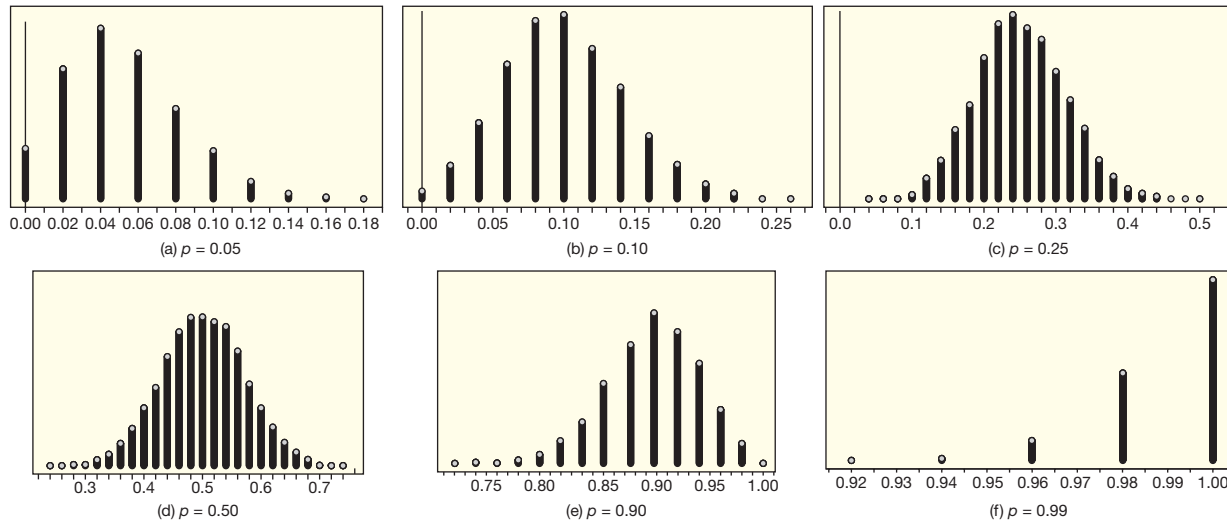 0.00 0.02 0.04 0.06 0.08 0.10 0.12 0.14 0.16 0.18
(a) p = 0.05
0.00 0.05 0.10 0.15 0.20 0.25
(b) p = 0.10
0.0 0.1 0.2 0.3 0.4 0.5
(c) p = 0.25
0.3 0.4 0.5 0.6 0.7
(d) p = 0.50
0.75 0.80 0.85 0.90 0.95 1.00
(e) p = 0.90
0.92 0.93 0.94 0.95 0.96 0.97 0.98 0.99 1.00
(f) p = 0.99